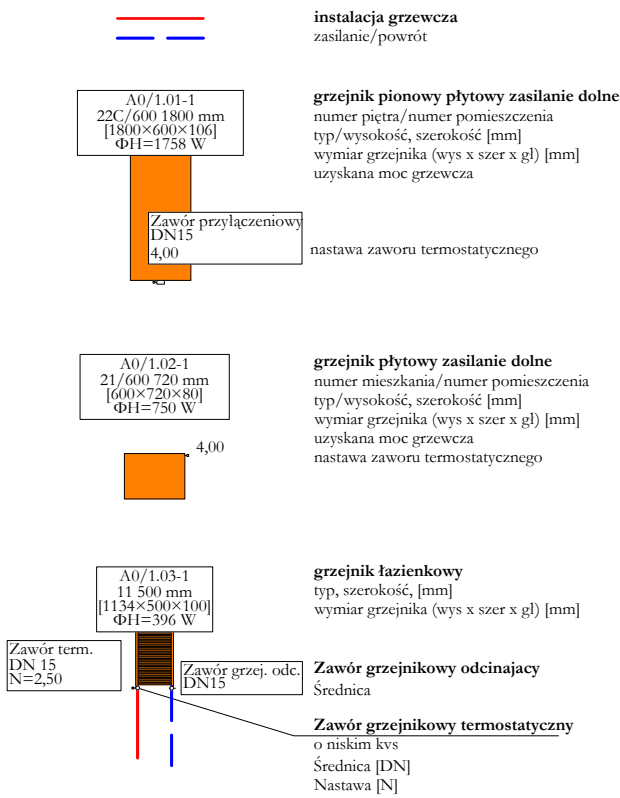 instalacja grzewcza
zasilanie/powrót
A0/1.01-1
22C/600 1800 mm
[1800×600×106]
ΦH=1758 W
grzejnik pionowy płytowy zasilanie dolne
numer piętra/numer pomieszczenia
typ/wysokość, szerokość [mm]
wymiar grzejnika (wys x szer x gł) [mm]
uzyskana moc grzewcza
Zawór przyłączeniowy
DN15
4,00
nastawa zaworu termostatycznego
A0/1.02-1
21/600 720 mm
[600×720×80]
ΦH=750 W
4,00
grzejnik płytowy zasilanie dolne
numer mieszkania/numer pomieszczenia
typ/wysokość, szerokość [mm]
wymiar grzejnika (wys x szer x gł) [mm]
uzyskana moc grzewcza
nastawa zaworu termostatycznego
A0/1.03-1
11 500 mm
[1134×500×100]
ΦH=396 W
grzejnik łazienkowy
typ, szerokość, [mm]
wymiar grzejnika (wys x szer x gł) [mm]
Zawór term.
DN 15
N=2,50
Zawór grzej. odc.
DN15
Zawór grzejnikowy odcinajacy
Średnica
Zawór grzejnikowy termostatyczny
o niskim kvs
Średnica [DN]
Nastawa [N]